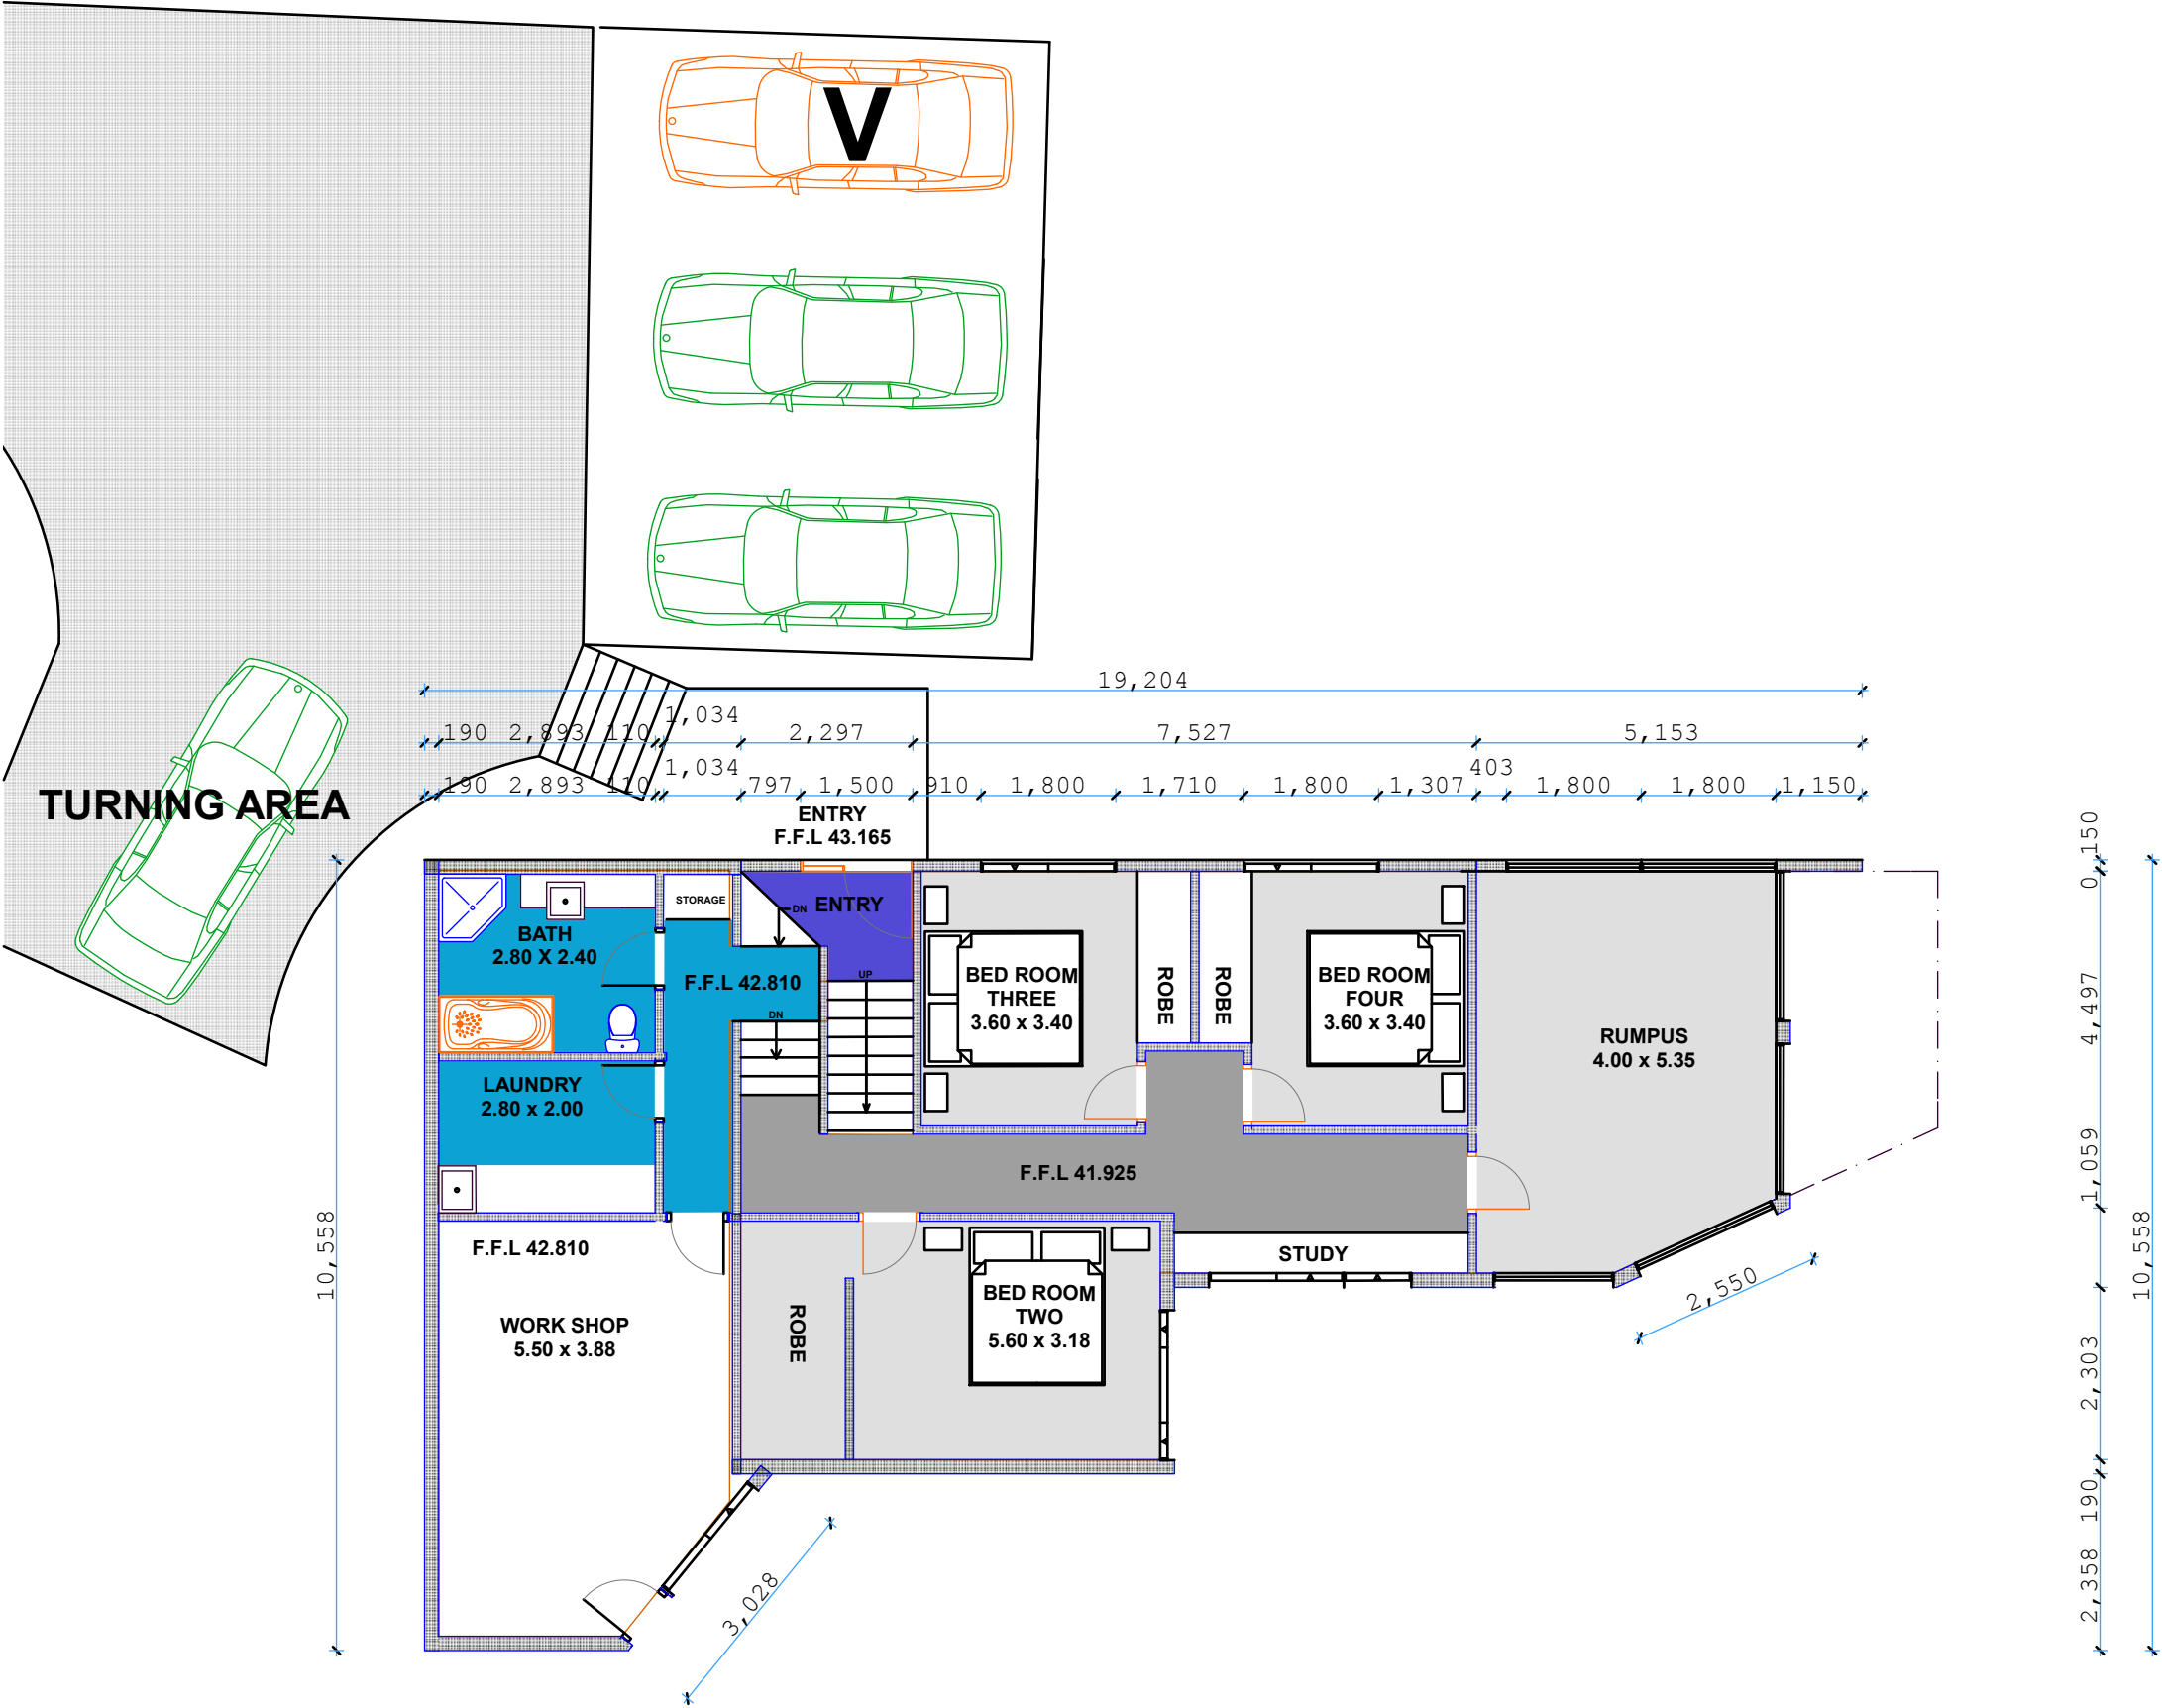 V
TURNING AREA
19,204
190 2,893 110 1,034 2,297 7,527 5,153
190 2,893 110 1,034 797 1,500 910 1,800 1,710 1,800 1,307 403 1,800 1,800 1,150
ENTRY
F.F.L 43.165
STORAGE
DN
ENTRY
BATH
2.80 X 2.40
F.F.L 42.810
UP
DN
BED ROOM
THREE
3.60 x 3.40
ROBE
ROBE
BED ROOM
FOUR
3.60 x 3.40
RUMPUS
4.00 x 5.35
LAUNDRY
2.80 x 2.00
F.F.L 41.925
F.F.L 42.810
WORK SHOP
5.50 x 3.88
ROBE
BED ROOM
TWO
5.60 x 3.18
STUDY
2,550
3,028
10,558
150
0
4,497
1,059
2,303
190
2,358
10,558